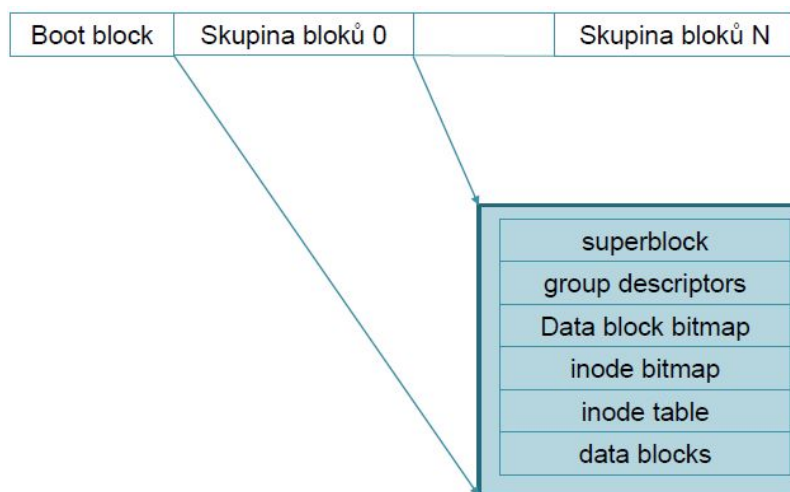 Boot block Skupina bloků 0 Skupina bloků N
superblock
group descriptors
Data block bitmap
inode bitmap
inode table
data blocks